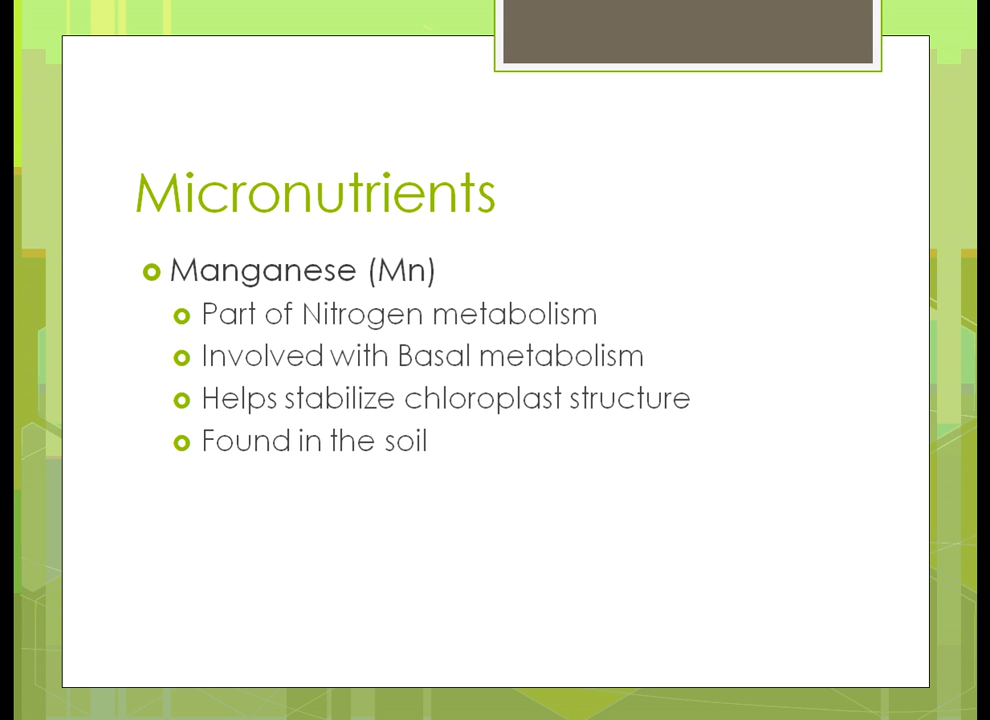 Micronutrients
Manganese (Mn)
Part of Nitrogen metabolism
Involved with Basal metabolism
Helps stabilize chloroplast structure
Found in the soil